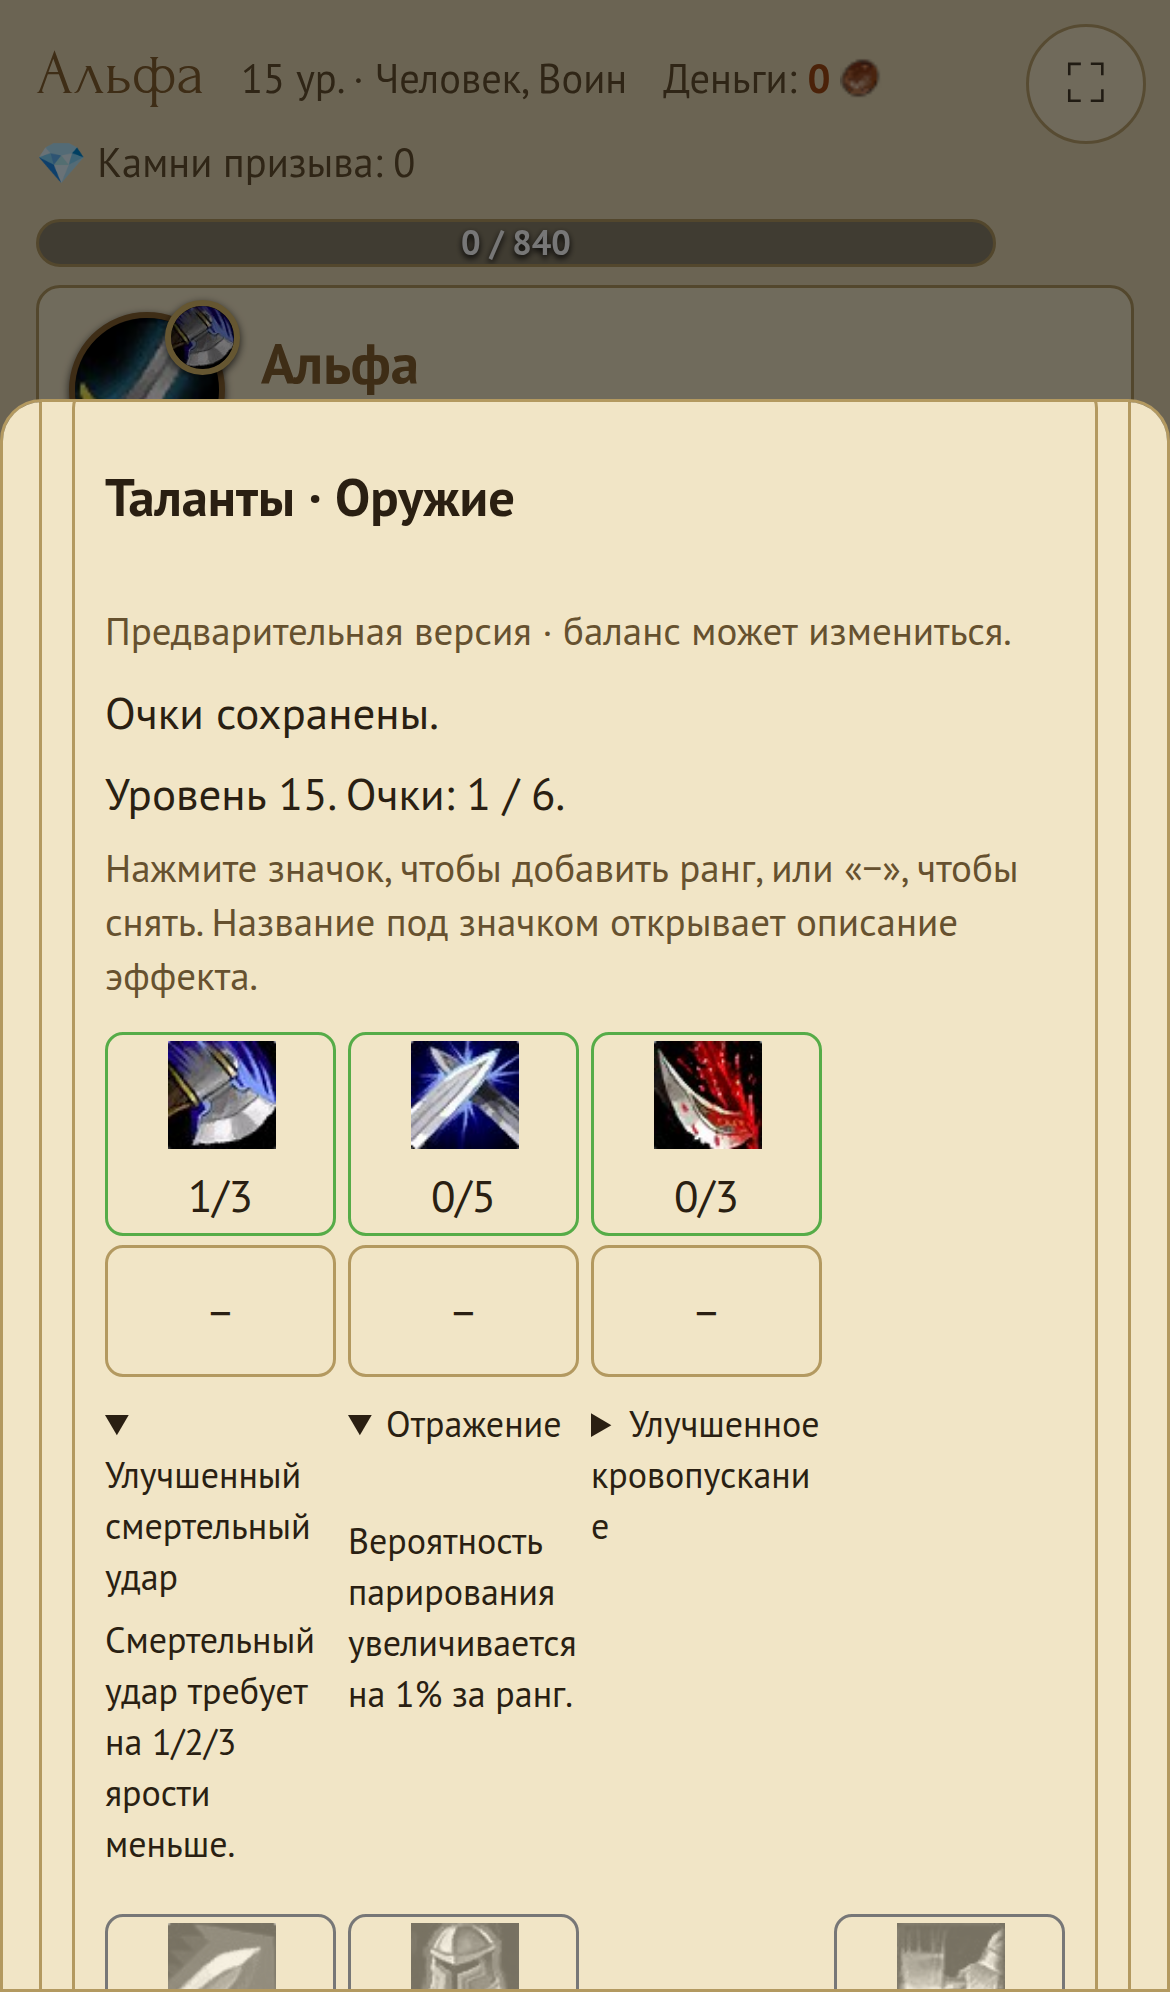 Альфа 15 ур. · Человек, Воин Деньги: 0
Камни призыва: 0
0 / 840
Альфа
Таланты · Оружие
Предварительная версия · баланс может измениться.
Очки сохранены.
Уровень 15. Очки: 1 / 6.
Нажмите значок, чтобы добавить ранг, или «−», чтобы
снять. Название под значком открывает описание
эффекта.
1/3 0/5 0/3
− − −
▼
Улучшенный
смертельный
удар
Смертельный
удар требует
на 1/2/3
ярости
меньше.
▼ Отражение
Вероятность
парирования
увеличивается
на 1% за ранг.
▶ Улучшенное
кровопускани
е